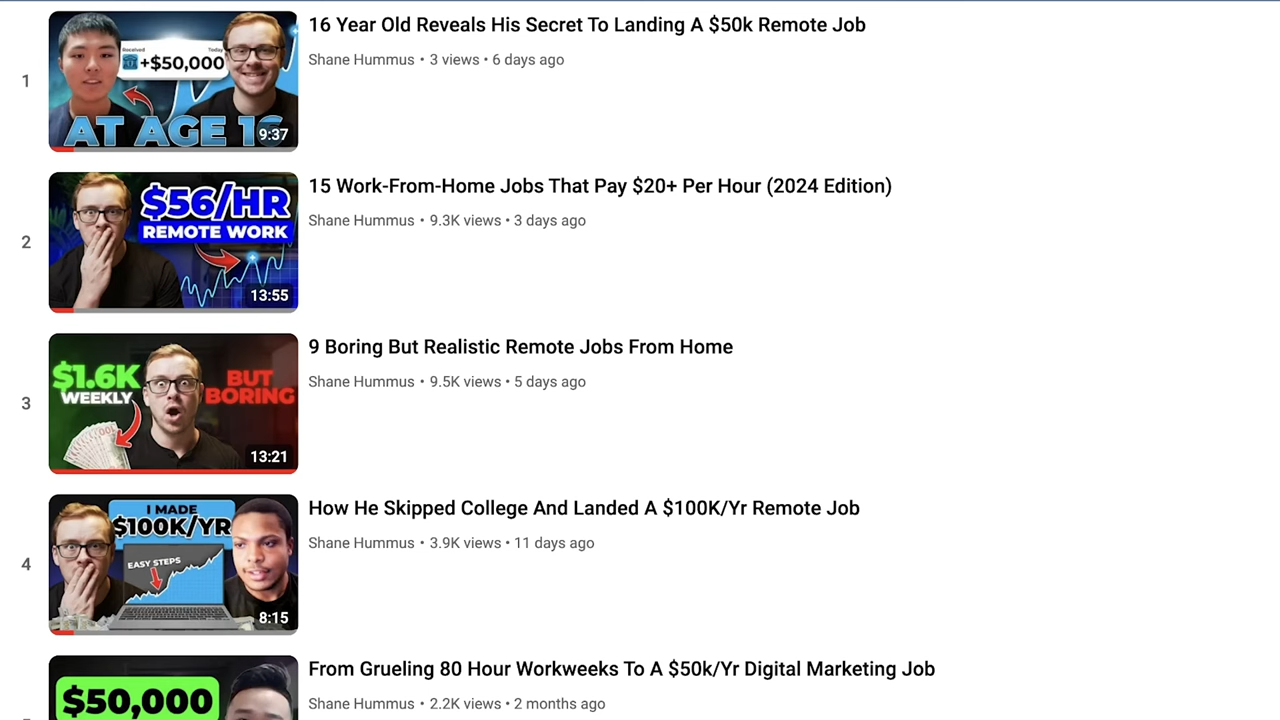 1
Received
Today
+$50,000
AT AGE 16
9:37
16 Year Old Reveals His Secret To Landing A $50k Remote Job
Shane Hummus • 3 views • 6 days ago
2
$56/HR
REMOTE WORK
13:55
15 Work-From-Home Jobs That Pay $20+ Per Hour (2024 Edition)
Shane Hummus • 9.3K views • 3 days ago
3
$1.6K
WEEKLY
BUT
BORING
13:21
9 Boring But Realistic Remote Jobs From Home
Shane Hummus • 9.5K views • 5 days ago
4
I MADE
$100K/YR
EASY STEPS
8:15
How He Skipped College And Landed A $100K/Yr Remote Job
Shane Hummus • 3.9K views • 11 days ago
$50,000
From Grueling 80 Hour Workweeks To A $50k/Yr Digital Marketing Job
Shane Hummus • 2.2K views • 2 months ago